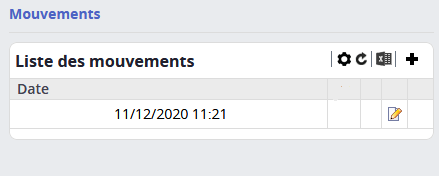 Mouvements
Liste des mouvements
Date
11/12/2020 11:21